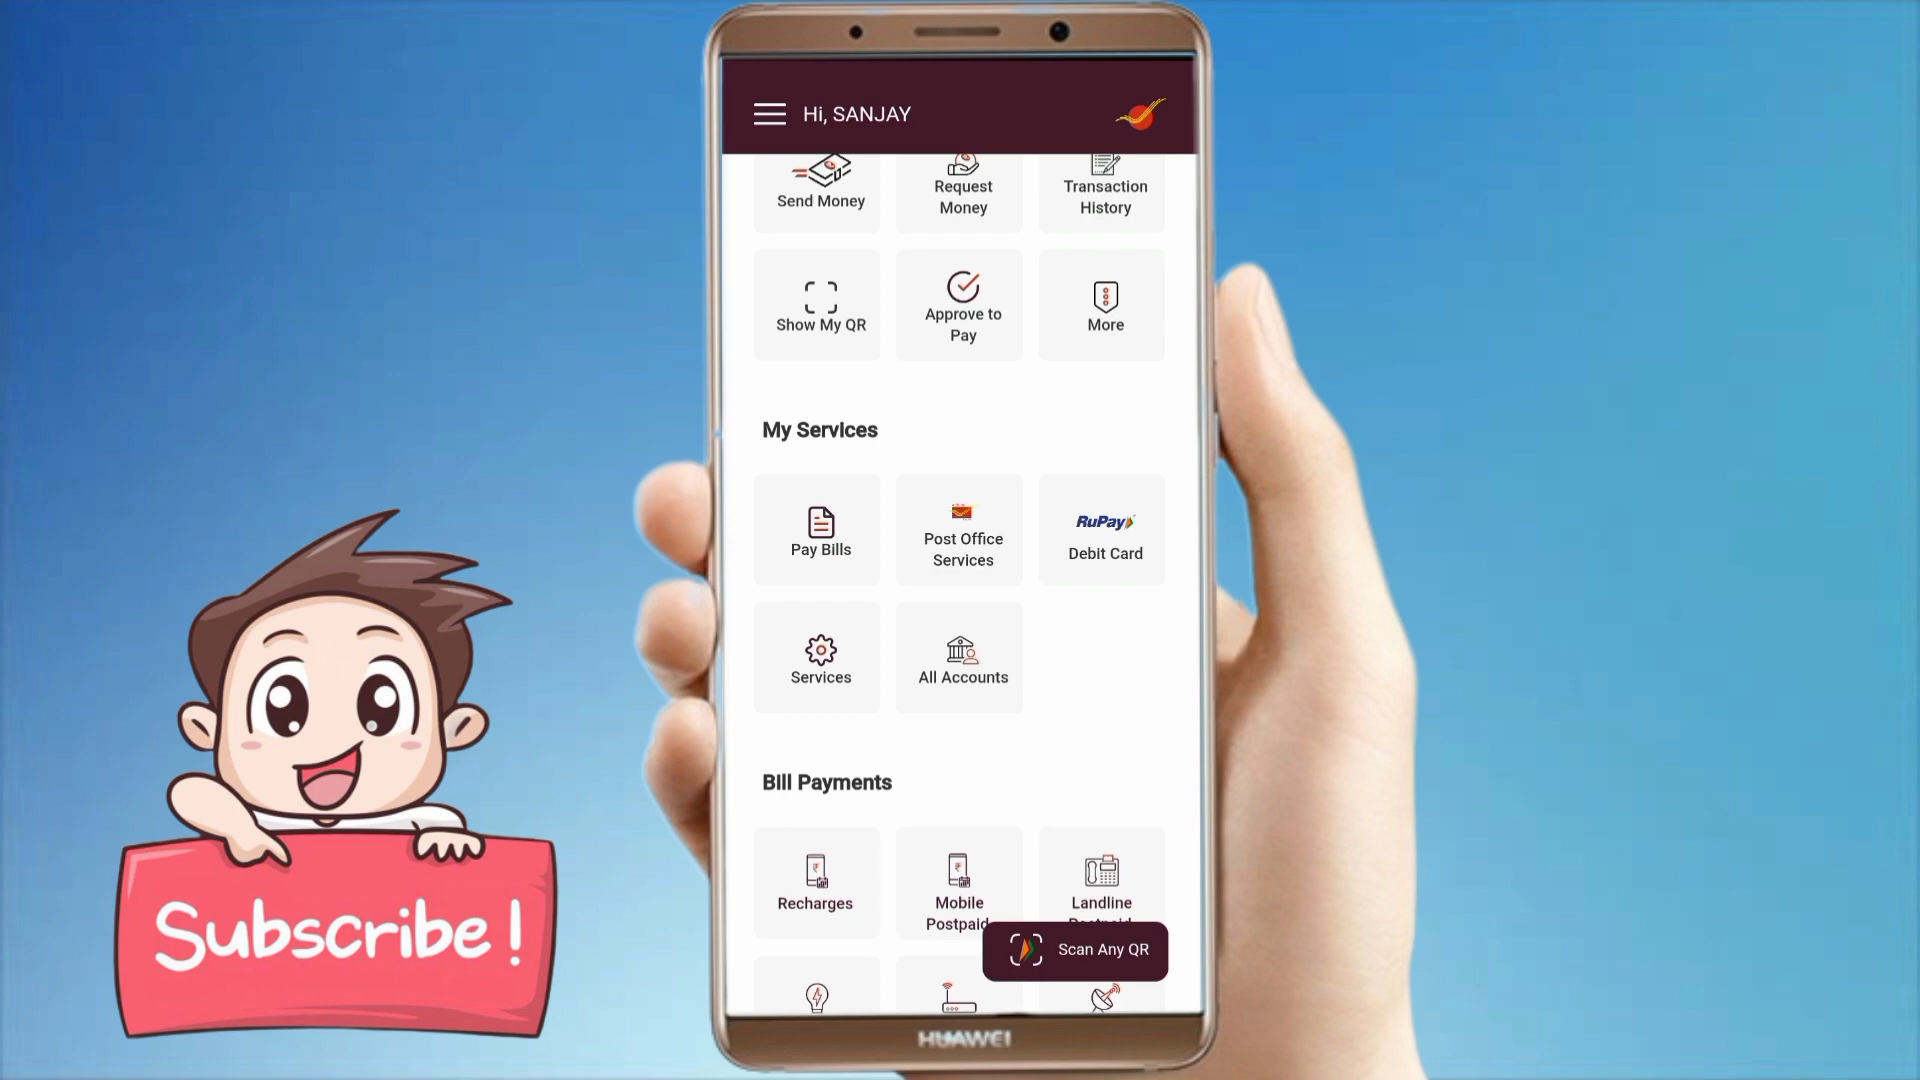 Hi, SANJAY
Send Money
Request
Money
Transaction
History
Show My QR
Approve to
Pay
More
My Services
Pay Bills
Post Office
Services
RuPay
Debit Card
Services
All Accounts
Bill Payments
Recharges
Mobile
Postpaid
Landline
Scan Any QR
HUAWEI
Subscribe!